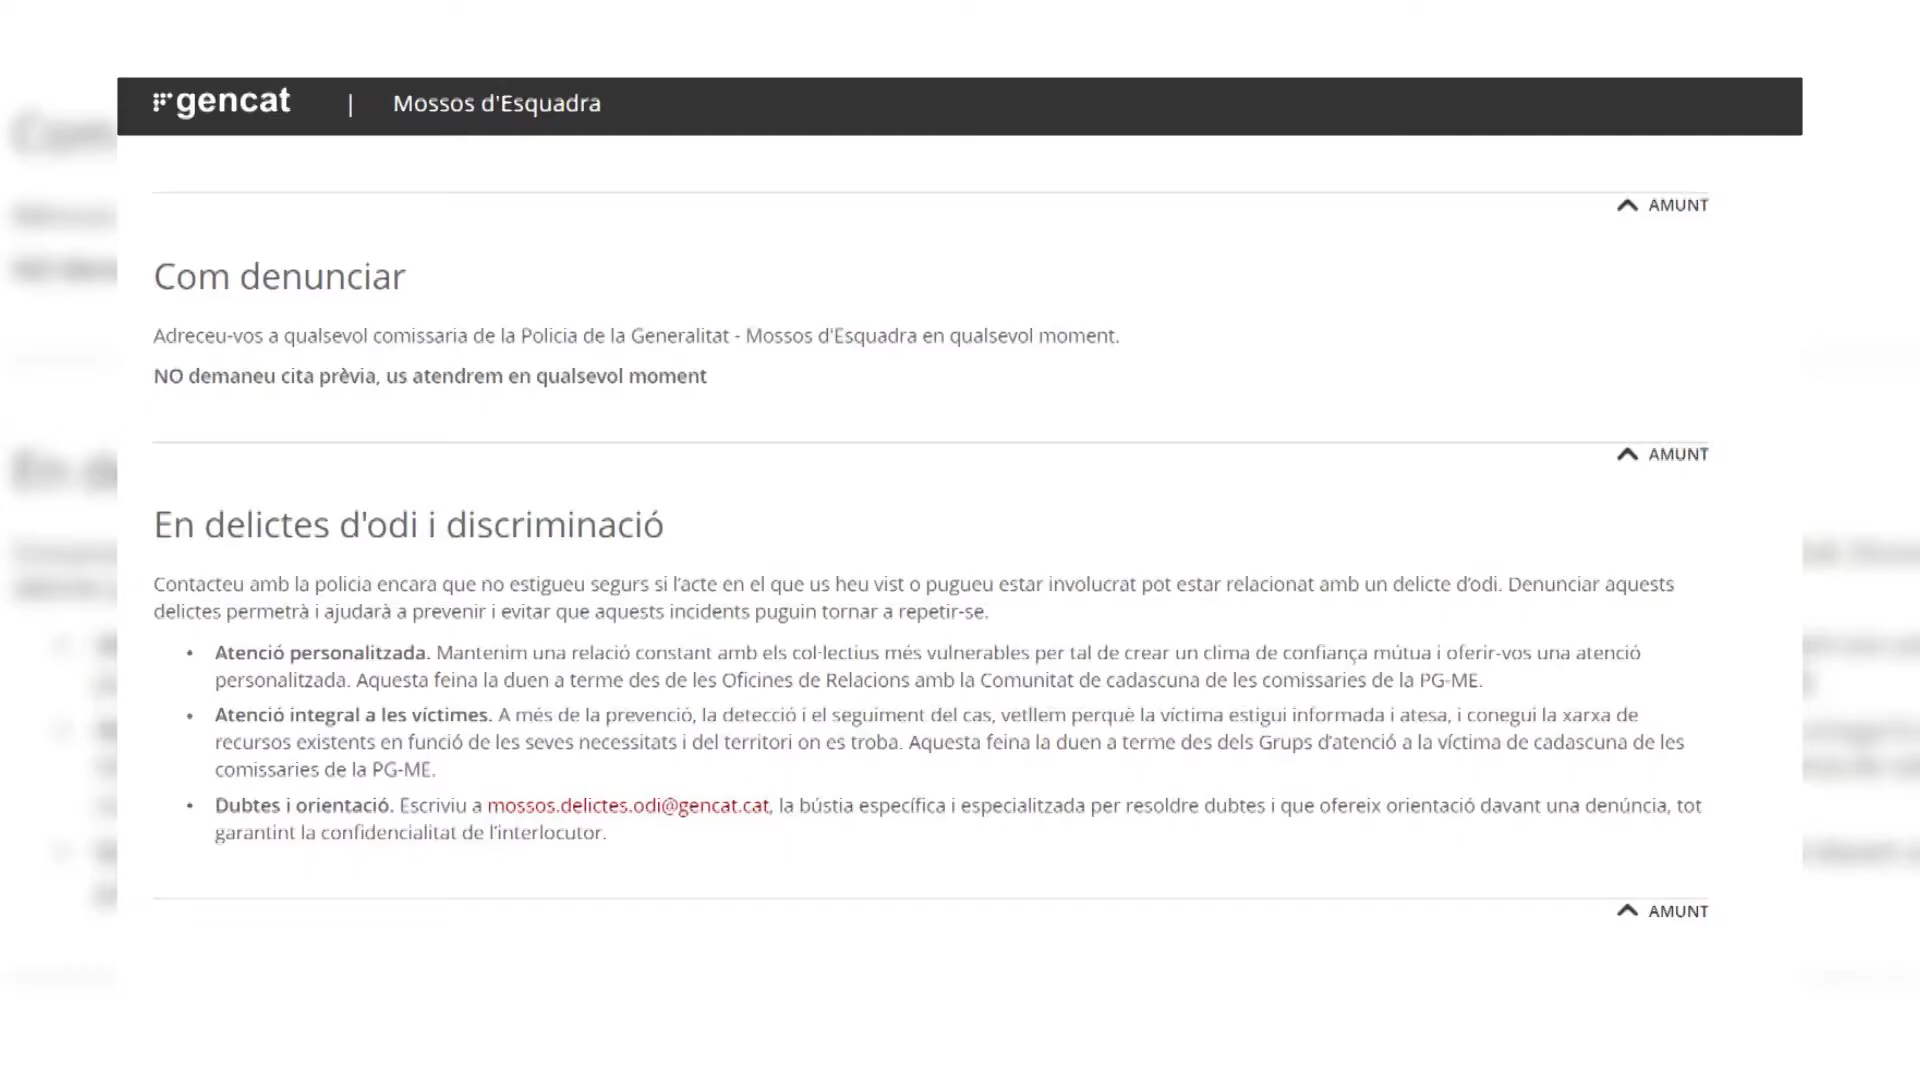 gencat | Mossos d'Esquadra
AMUNT
Com denunciar
Adreceu-vos a qualsevol comissaria de la Policia de la Generalitat - Mossos d'Esquadra en qualsevol moment.
NO demaneu cita prèvia, us atendrem en qualsevol moment
AMUNT
En delictes d'odi i discriminació
Contacteu amb la policia encara que no estigueu segurs si l’acte en el que us heu vist o pugueu estar involucrat pot estar relacionat amb un delicte d’odi. Denunciar aquests
delictes permetrà i ajudarà a prevenir i evitar que aquests incidents puguin tornar a repetir-se.
• Atenció personalitzada. Mantenim una relació constant amb els col·lectius més vulnerables per tal de crear un clima de confiança mútua i oferir-vos una atenció
personalitzada. Aquesta feina la duen a terme des de les Oficines de Relacions amb la Comunitat de cadascuna de les comissaries de la PG-ME.
• Atenció integral a les víctimes. A més de la prevenció, la detecció i el seguiment del cas, vetllem perquè la víctima estigui informada i atesa, i conegui la xarxa de
recursos existents en funció de les seves necessitats i del territori on es troba. Aquesta feina la duen a terme des dels Grups d’atenció a la víctima de cadascuna de les
comissaries de la PG-ME.
• Dubtes i orientació. Escriviu a mossos.delictes.odi@gencat.cat, la bústia específica i especialitzada per resoldre dubtes i que ofereix orientació davant una denúncia, tot
garantint la confidencialitat de l’interlocutor.
AMUNT